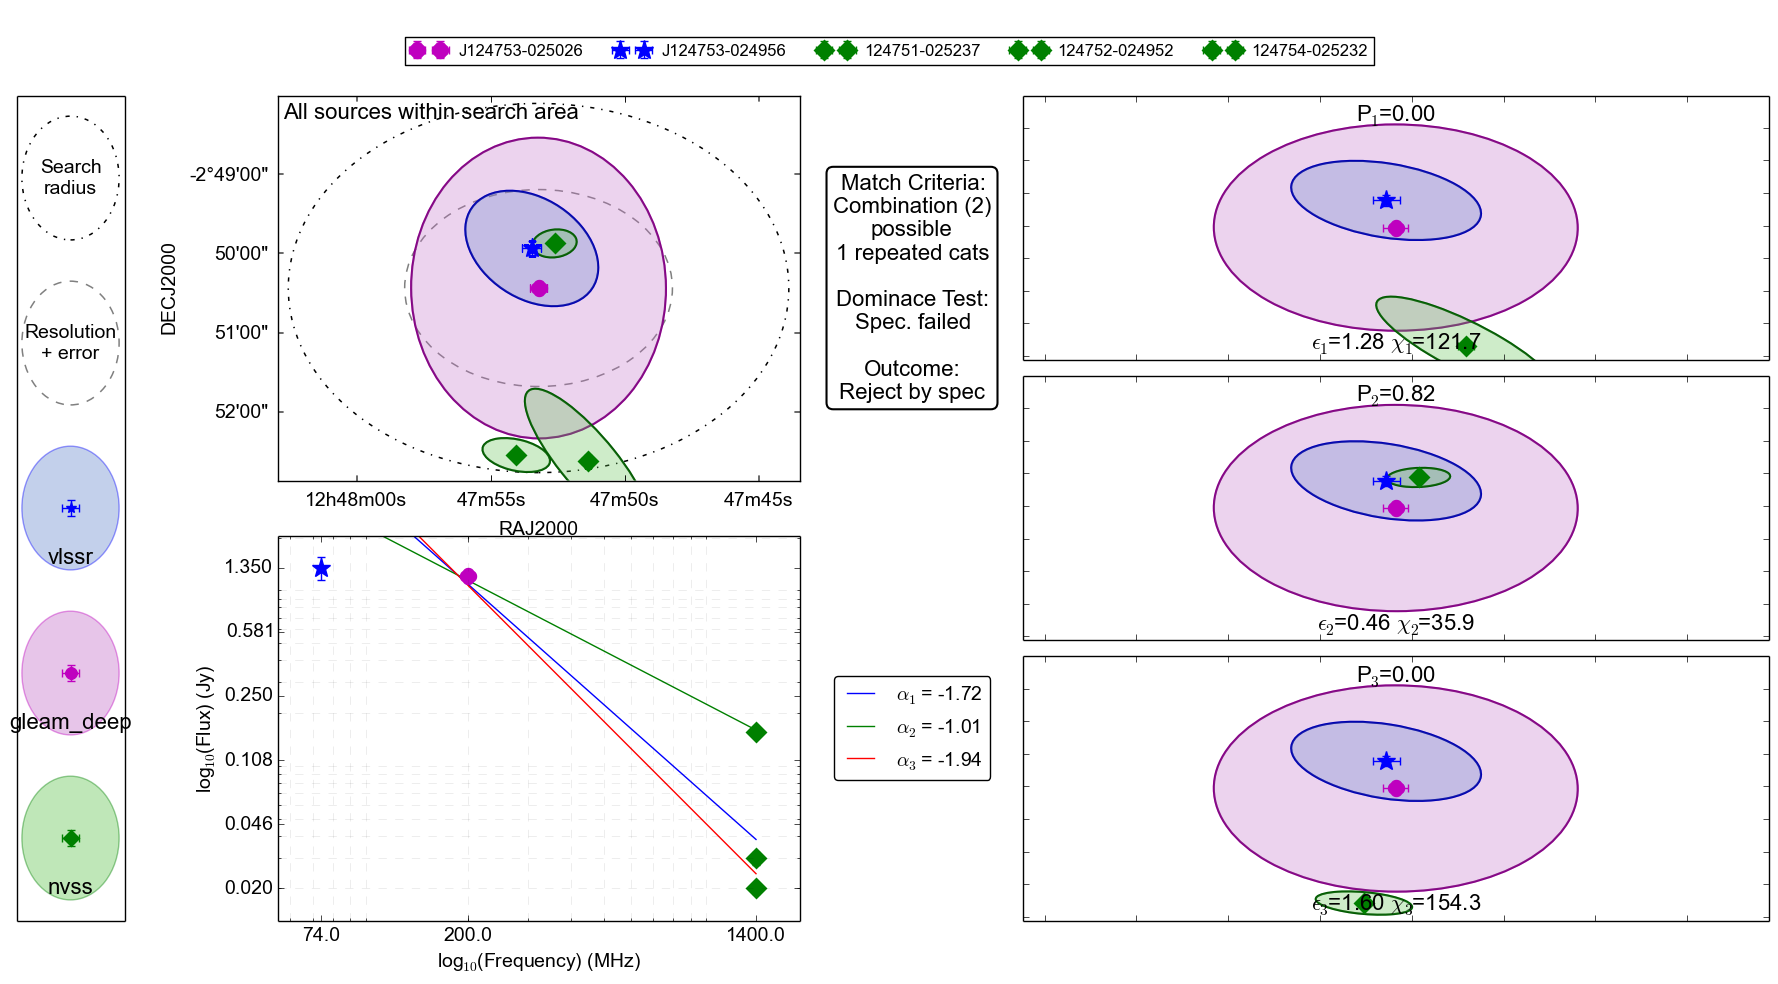 J124753-025026 J124753-024956 124751-025237 124752-024952 124754-025232
Search
radius
Resolution
+ error
vlssr
gleam_deep
nvss
All sources within search area
DECJ2000
-2°49'00"
50'00"
51'00"
52'00"
12h48m00s 47m55s 47m50s 47m45s
RAJ2000
Match Criteria:
Combination (2)
possible
1 repeated cats
Dominace Test:
Spec. failed
Outcome:
Reject by spec
log₁₀(Flux) (Jy)
1.350
0.581
0.250
0.108
0.046
0.020
74.0 200.0 1400.0
log₁₀(Frequency) (MHz)
α₁ = -1.72
α₂ = -1.01
α₃ = -1.94
P₁=0.00
ϵ₁=1.28 χ₁=121.7
P₂=0.82
ϵ₂=0.46 χ₂=35.9
P₃=0.00
ϵ₃=1.60 χ₃=154.3